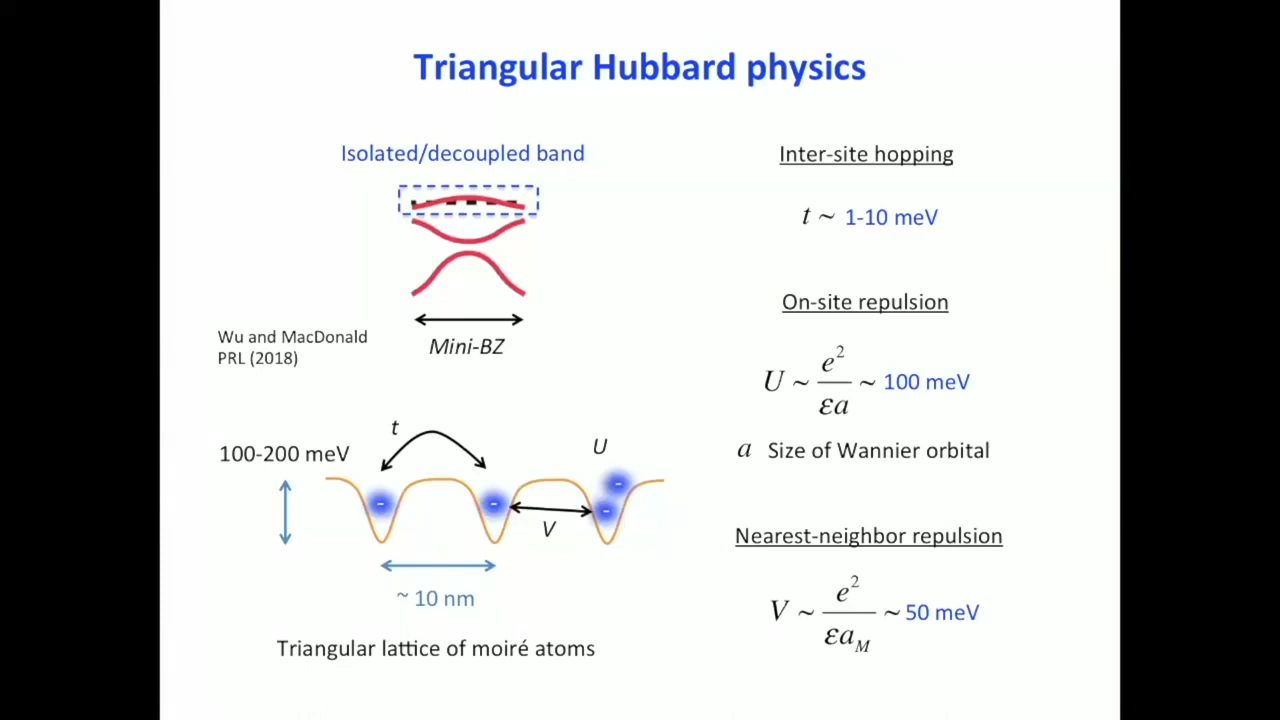 Triangular Hubbard physics
Isolated/decoupled band
Mini-BZ
Wu and MacDonald
PRL (2018)
100-200 meV
t
U
- - - -
V
~ 10 nm
Triangular lattice of moiré atoms
Inter-site hopping
t ~ 1-10 meV
On-site repulsion
U ~ e² / εa ~ 100 meV
a Size of Wannier orbital
Nearest-neighbor repulsion
V ~ e² / εa_M ~ 50 meV